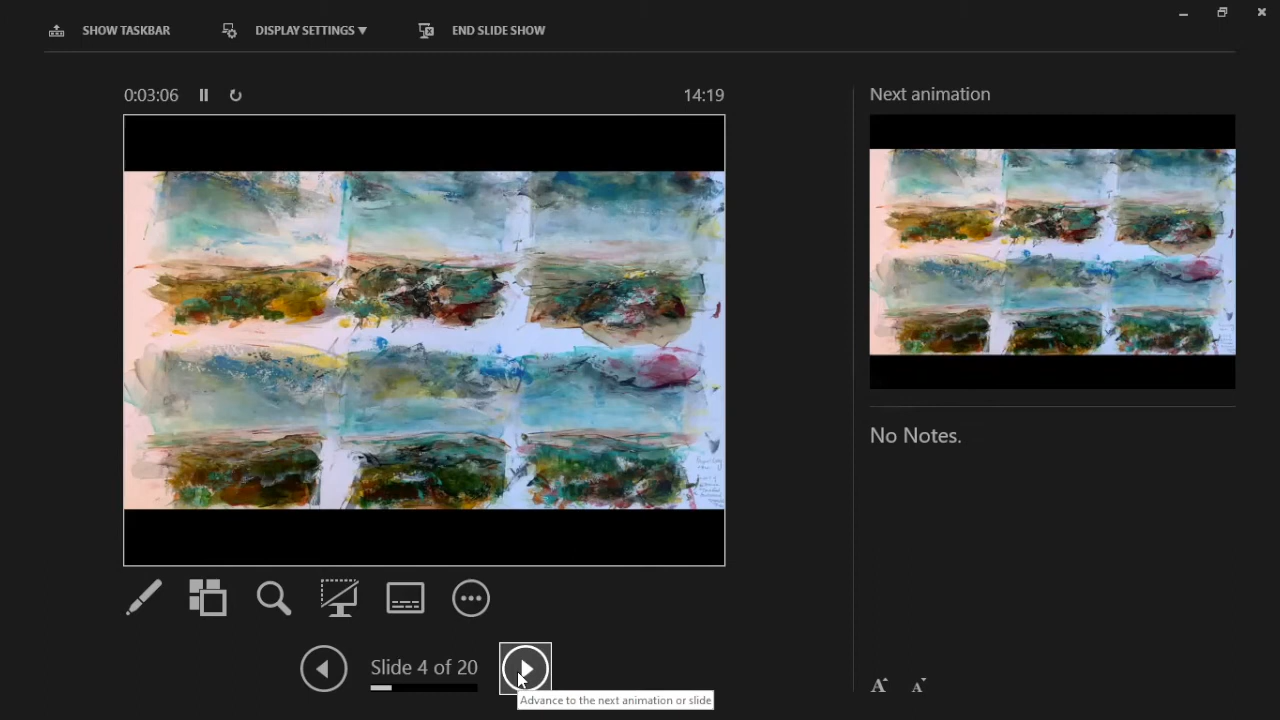 SHOW TASKBAR
DISPLAY SETTINGS ▼
END SLIDE SHOW
0:03:06
14:19
Next animation
No Notes.
Slide 4 of 20
Advance to the next animation or slide
A A